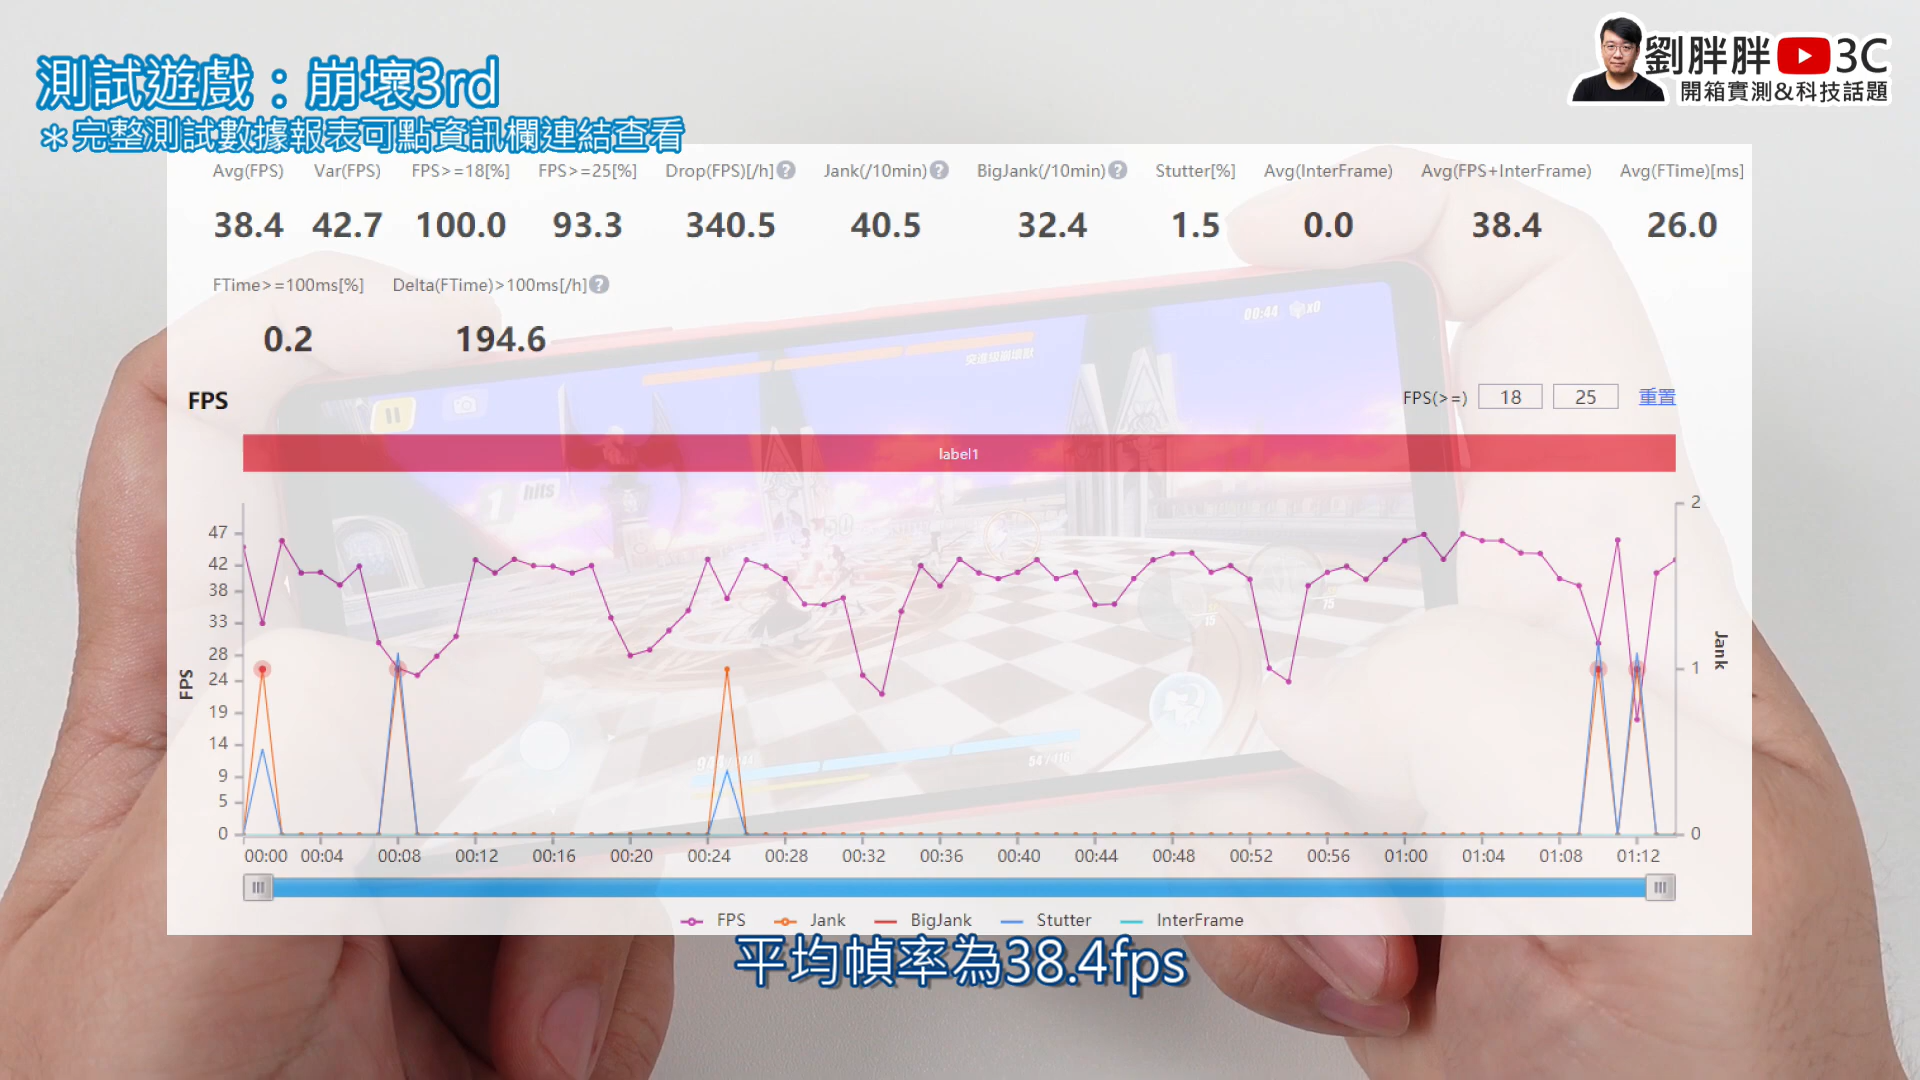 測試遊戲：崩壞3rd
＊完整測試數據報表可點資訊欄連結查看
劉胖胖 3C
開箱實測&科技話題
Avg(FPS) Var(FPS) FPS>=18[%] FPS>=25[%] Drop(FPS)[/h] Jank(/10min) BigJank(/10min) Stutter[%] Avg(InterFrame) Avg(FPS+InterFrame) Avg(FTime)[ms]
38.4 42.7 100.0 93.3 340.5 40.5 32.4 1.5 0.0 38.4 26.0
FTime>=100ms[%] Delta(FTime)>100ms[/h]
0.2 194.6
00:44 x0
FPS
FPS(>=) 18 25 重置
label1
1 hits
47
42
38
33
28
24
19
14
9
5
0
FPS
2
1
0
Jank
75
15
00:00 00:04 00:08 00:12 00:16 00:20 00:24 00:28 00:32 00:36 00:40 00:44 00:48 00:52 00:56 01:00 01:04 01:08 01:12
FPS Jank BigJank Stutter InterFrame
平均幀率為38.4fps